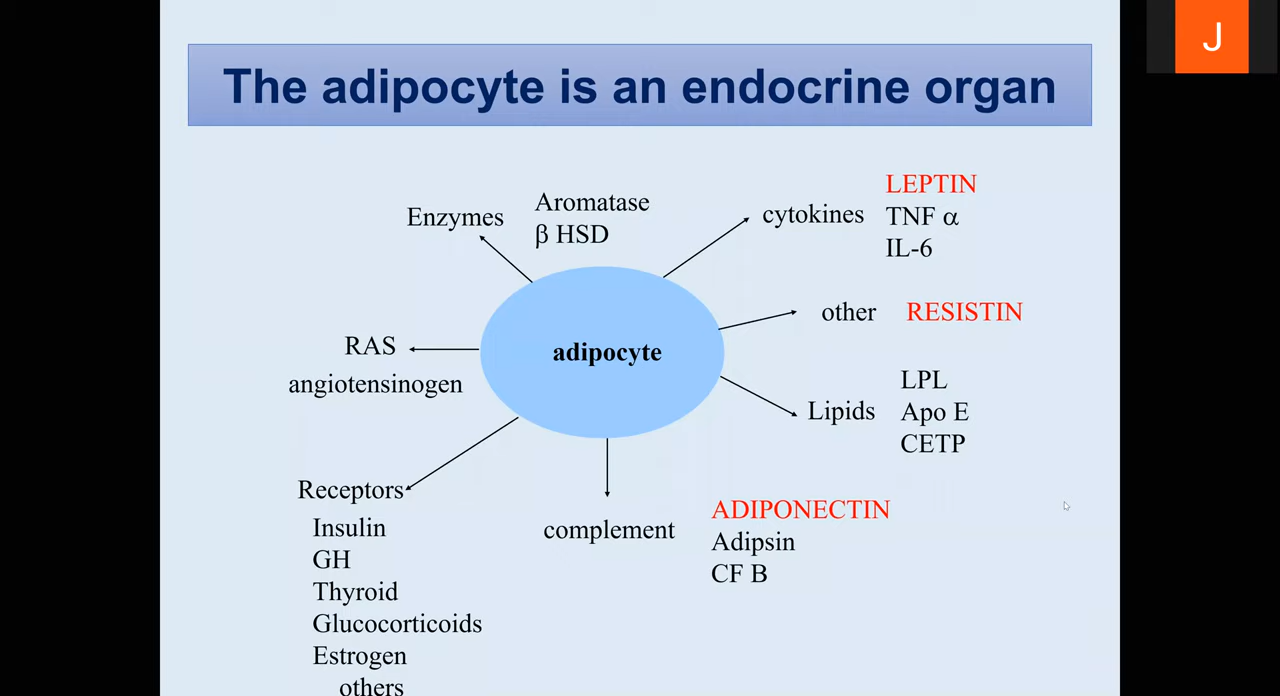 J
The adipocyte is an endocrine organ
Enzymes
Aromatase
β HSD
cytokines
LEPTIN
TNF α
IL-6
other RESISTIN
RAS
angiotensinogen
adipocyte
Lipids
LPL
Apo E
CETP
Receptors
Insulin
GH
Thyroid
Glucocorticoids
Estrogen
others
complement
ADIPONECTIN
Adipsin
CF B